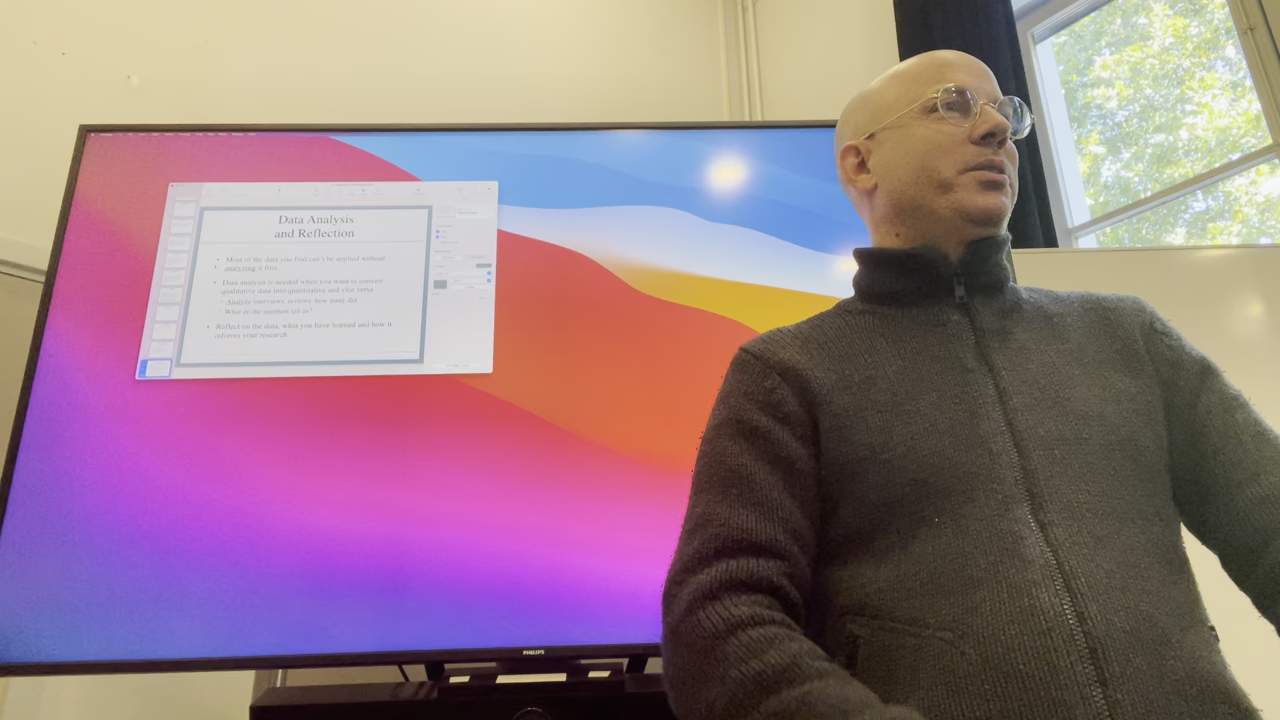 Data Analysis
and Reflection
• Most of the data you find can't be applied without
analyzing it first
• Data analysis is needed when you want to convert
qualitative data into quantitative and vice versa
- Analyze interviews, reviews: how many did
- What do the numbers tell us?
• Reflect on the data, what you have learned and how it
informs your research
PHILIPS